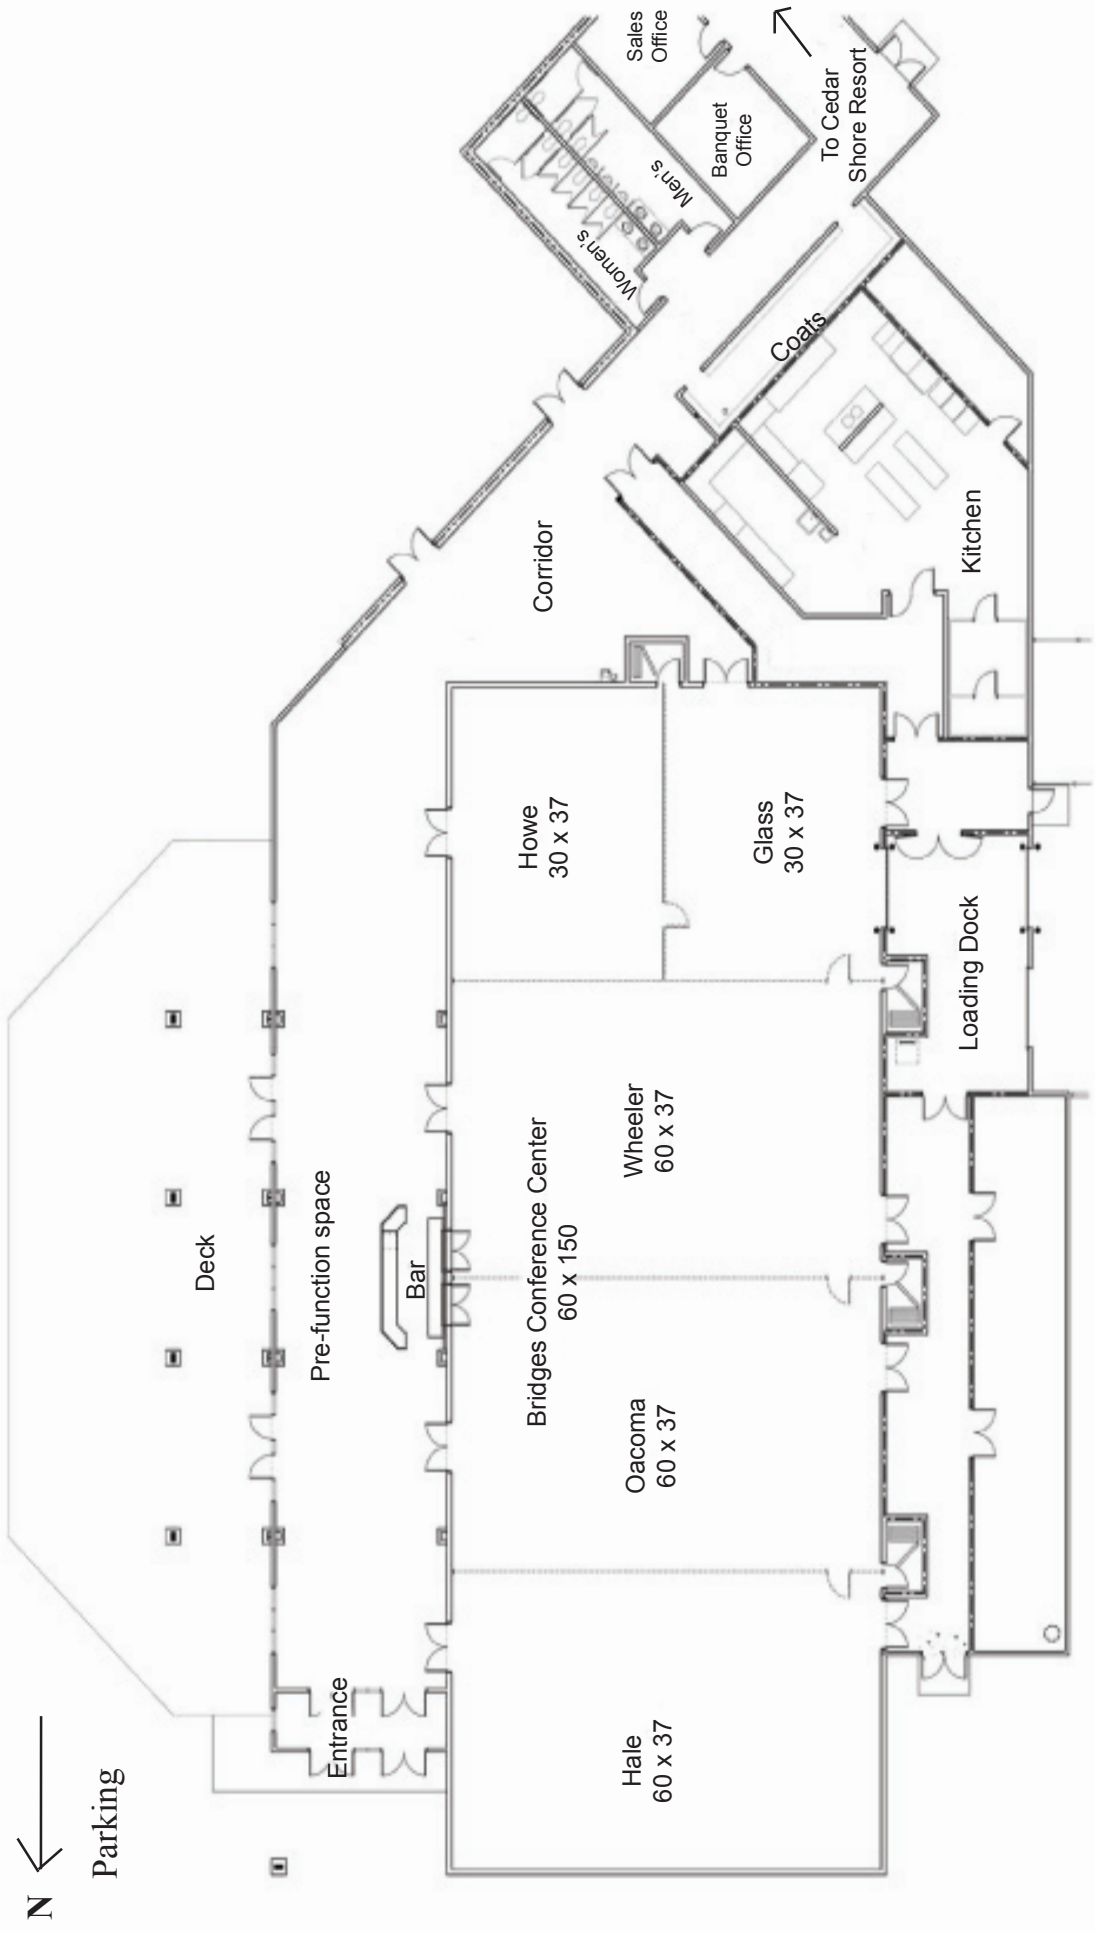 N
Parking
Deck
Entrance
Pre-function space
Bar
Hale
60 x 37
Bridges Conference Center
60 x 150
Oacoma
60 x 37
Wheeler
60 x 37
Howe
30 x 37
Glass
30 x 37
Loading Dock
Corridor
Kitchen
Coats
Women's
Men's
Banquet
Office
Sales
Office
To Cedar
Shore Resort